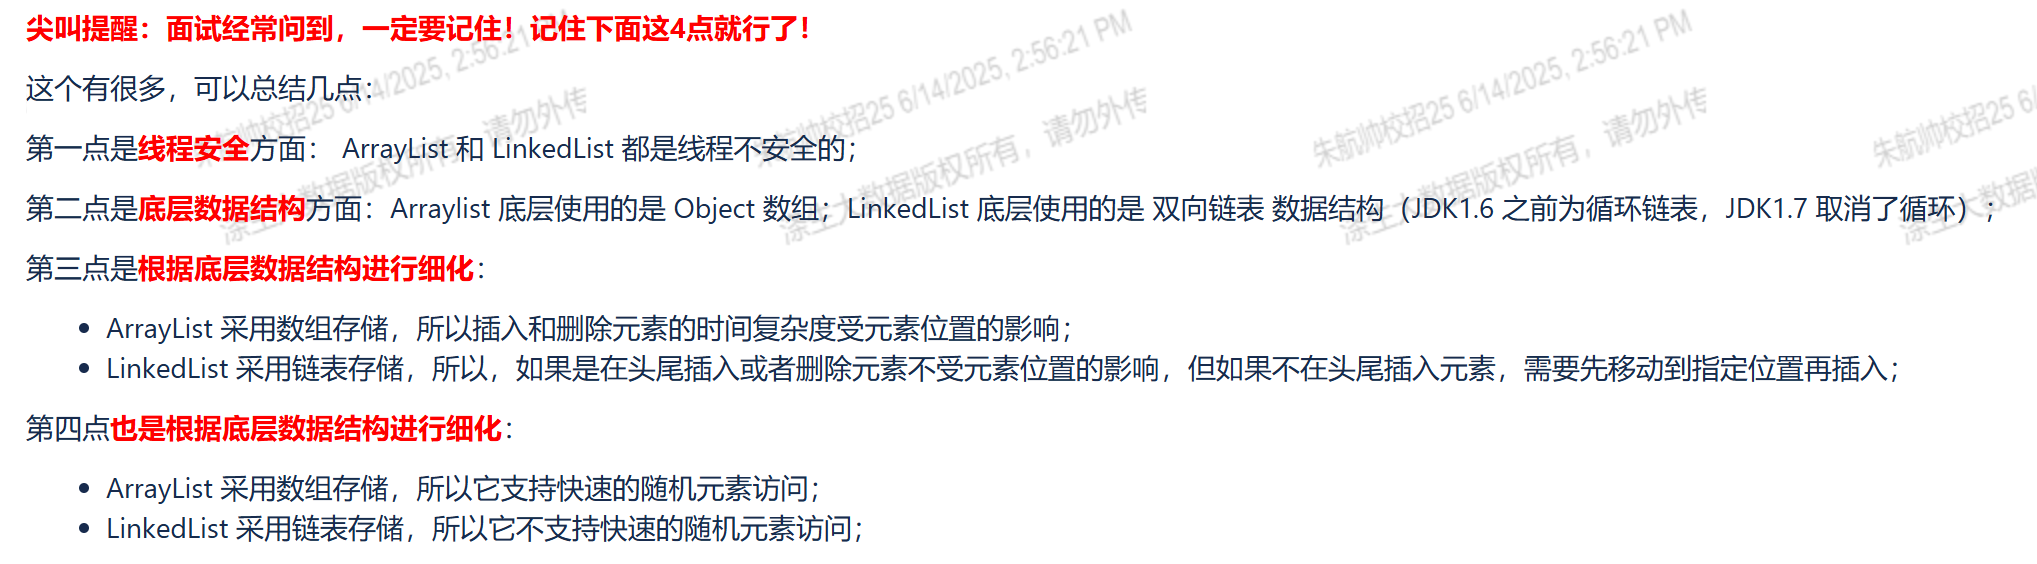 尖叫提醒：面试经常问到，一定要记住！记住下面这4点就行了！
这个有很多，可以总结几点：
第一点是线程安全方面： ArrayList 和 LinkedList 都是线程不安全的；
第二点是底层数据结构方面：Arraylist 底层使用的是 Object 数组；LinkedList 底层使用的是 双向链表 数据结构（JDK1.6 之前为循环链表，JDK1.7 取消了循环）；
第三点是根据底层数据结构进行细化：
• ArrayList 采用数组存储，所以插入和删除元素的时间复杂度受元素位置的影响；
• LinkedList 采用链表存储，所以，如果是在头尾插入或者删除元素不受元素位置的影响，但如果不在头尾插入元素，需要先移动到指定位置再插入；
第四点也是根据底层数据结构进行细化：
• ArrayList 采用数组存储，所以它支持快速的随机元素访问；
• LinkedList 采用链表存储，所以它不支持快速的随机元素访问；
朱航帅校招25 6/14/2025, 2:56:21 PM
涤生大数据版权所有，请勿外传
朱航帅校招25 6/14/2025, 2:56:21 PM
涤生大数据版权所有，请勿外传
朱航帅校招25 6/14/2025, 2:56:21 PM
涤生大数据版权所有，请勿外传
朱航帅校招25 6/
涤生大数据版